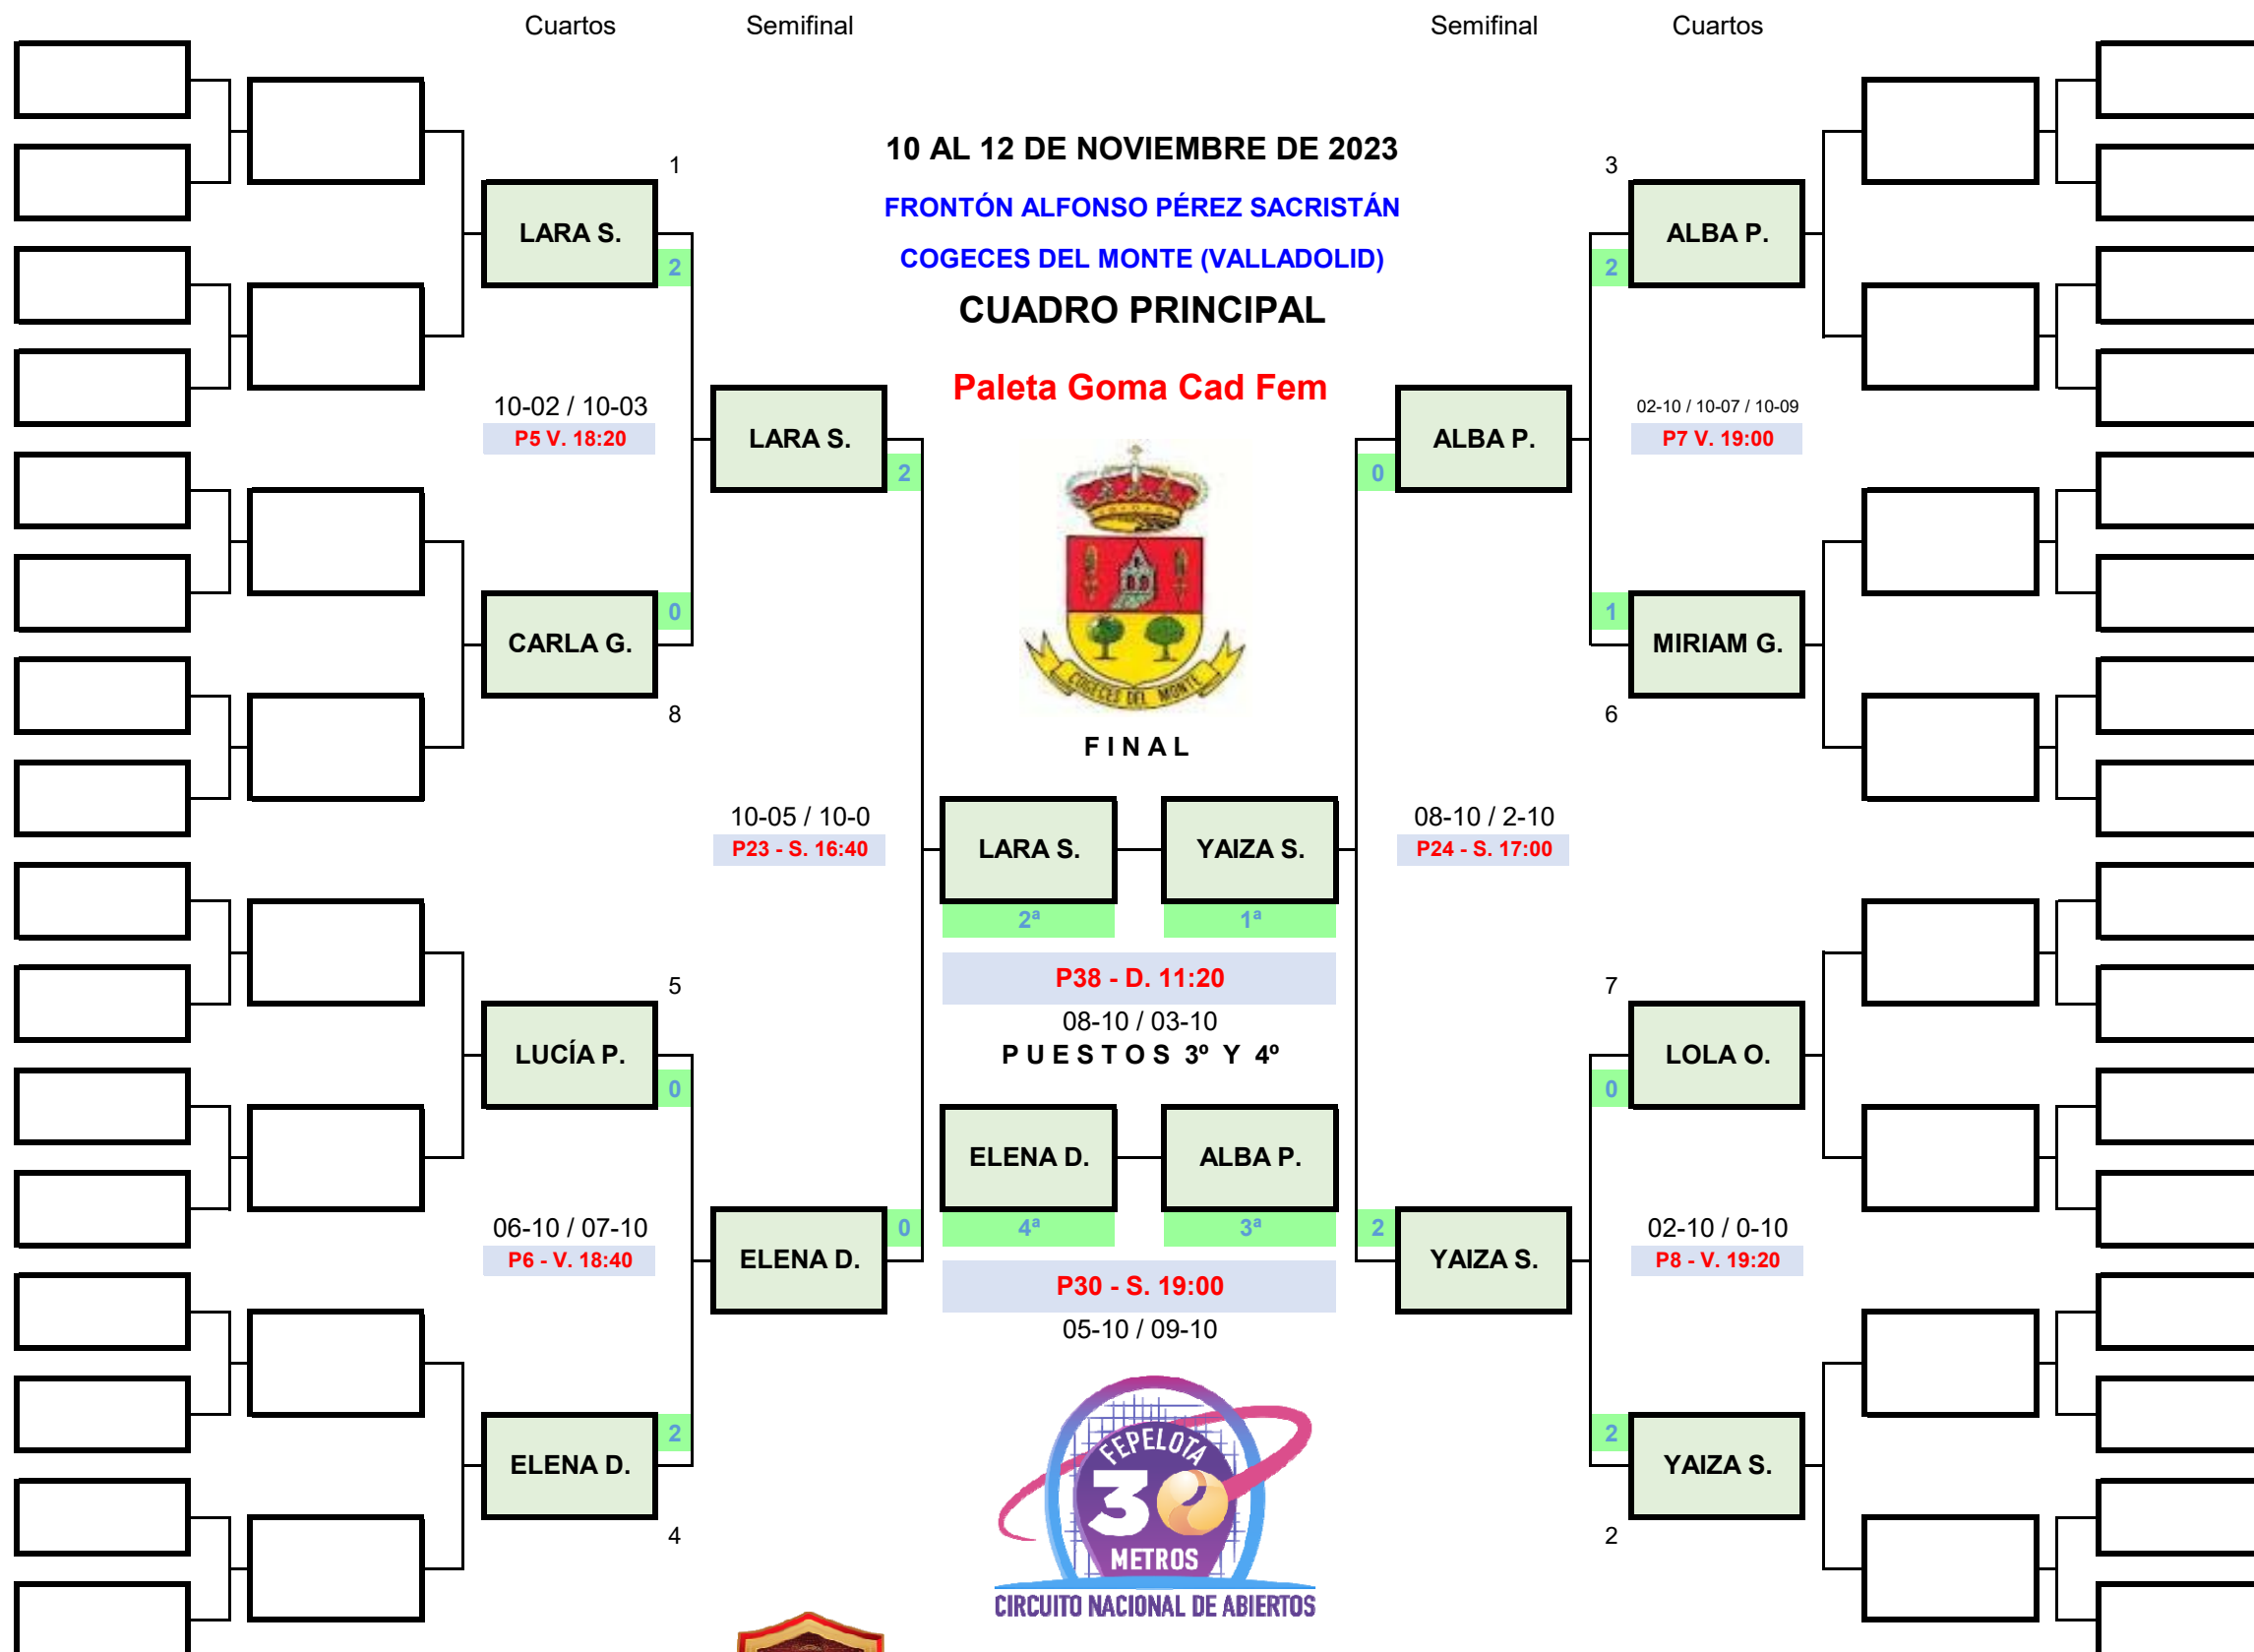 Cuartos
Semifinal
Semifinal
Cuartos
10 AL 12 DE NOVIEMBRE DE 2023
FRONTÓN ALFONSO PÉREZ SACRISTÁN
COGECES DEL MONTE (VALLADOLID)
CUADRO PRINCIPAL
Paleta Goma Cad Fem
1
LARA S.
2
10-02 / 10-03
P5 V. 18:20
0
CARLA G.
8
LARA S.
2
10-05 / 10-0
P23 - S. 16:40
5
LUCÍA P.
0
06-10 / 07-10
P6 - V. 18:40
2
ELENA D.
4
0
ELENA D.
COGECES DEL MONTE
FINAL
LARA S.
YAIZA S.
2ª
1ª
P38 - D. 11:20
08-10 / 03-10
PUESTOS 3º Y 4º
ELENA D.
ALBA P.
4ª
3ª
P30 - S. 19:00
05-10 / 09-10
3
ALBA P.
2
02-10 / 10-07 / 10-09
P7 V. 19:00
1
MIRIAM G.
6
ALBA P.
0
08-10 / 2-10
P24 - S. 17:00
7
LOLA O.
0
02-10 / 0-10
P8 - V. 19:20
2
YAIZA S.
2
2
YAIZA S.
FEPELOTA
30
METROS
CIRCUITO NACIONAL DE ABIERTOS